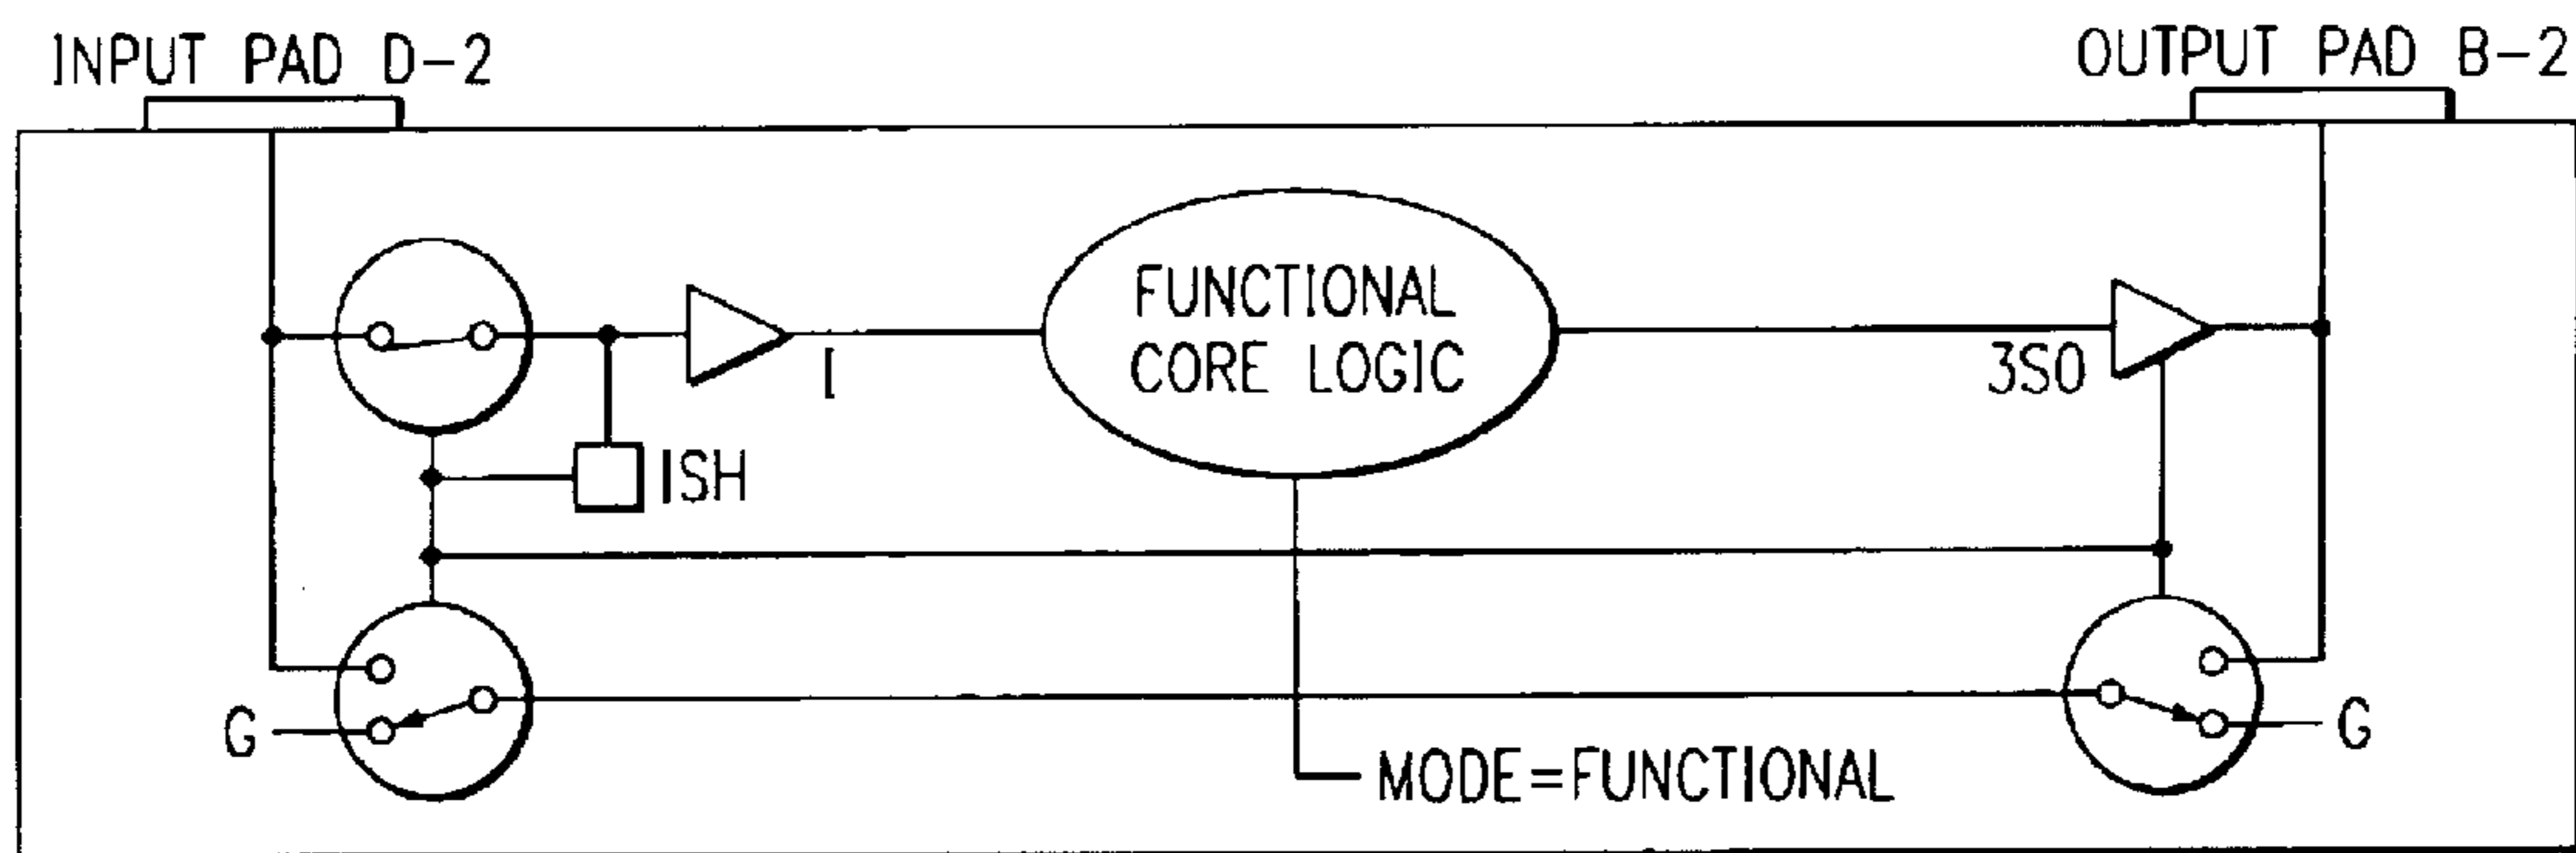 INPUT PAD D-2
OUTPUT PAD B-2
FUNCTIONAL
CORE LOGIC
I
3SO
ISH
G
G
MODE=FUNCTIONAL